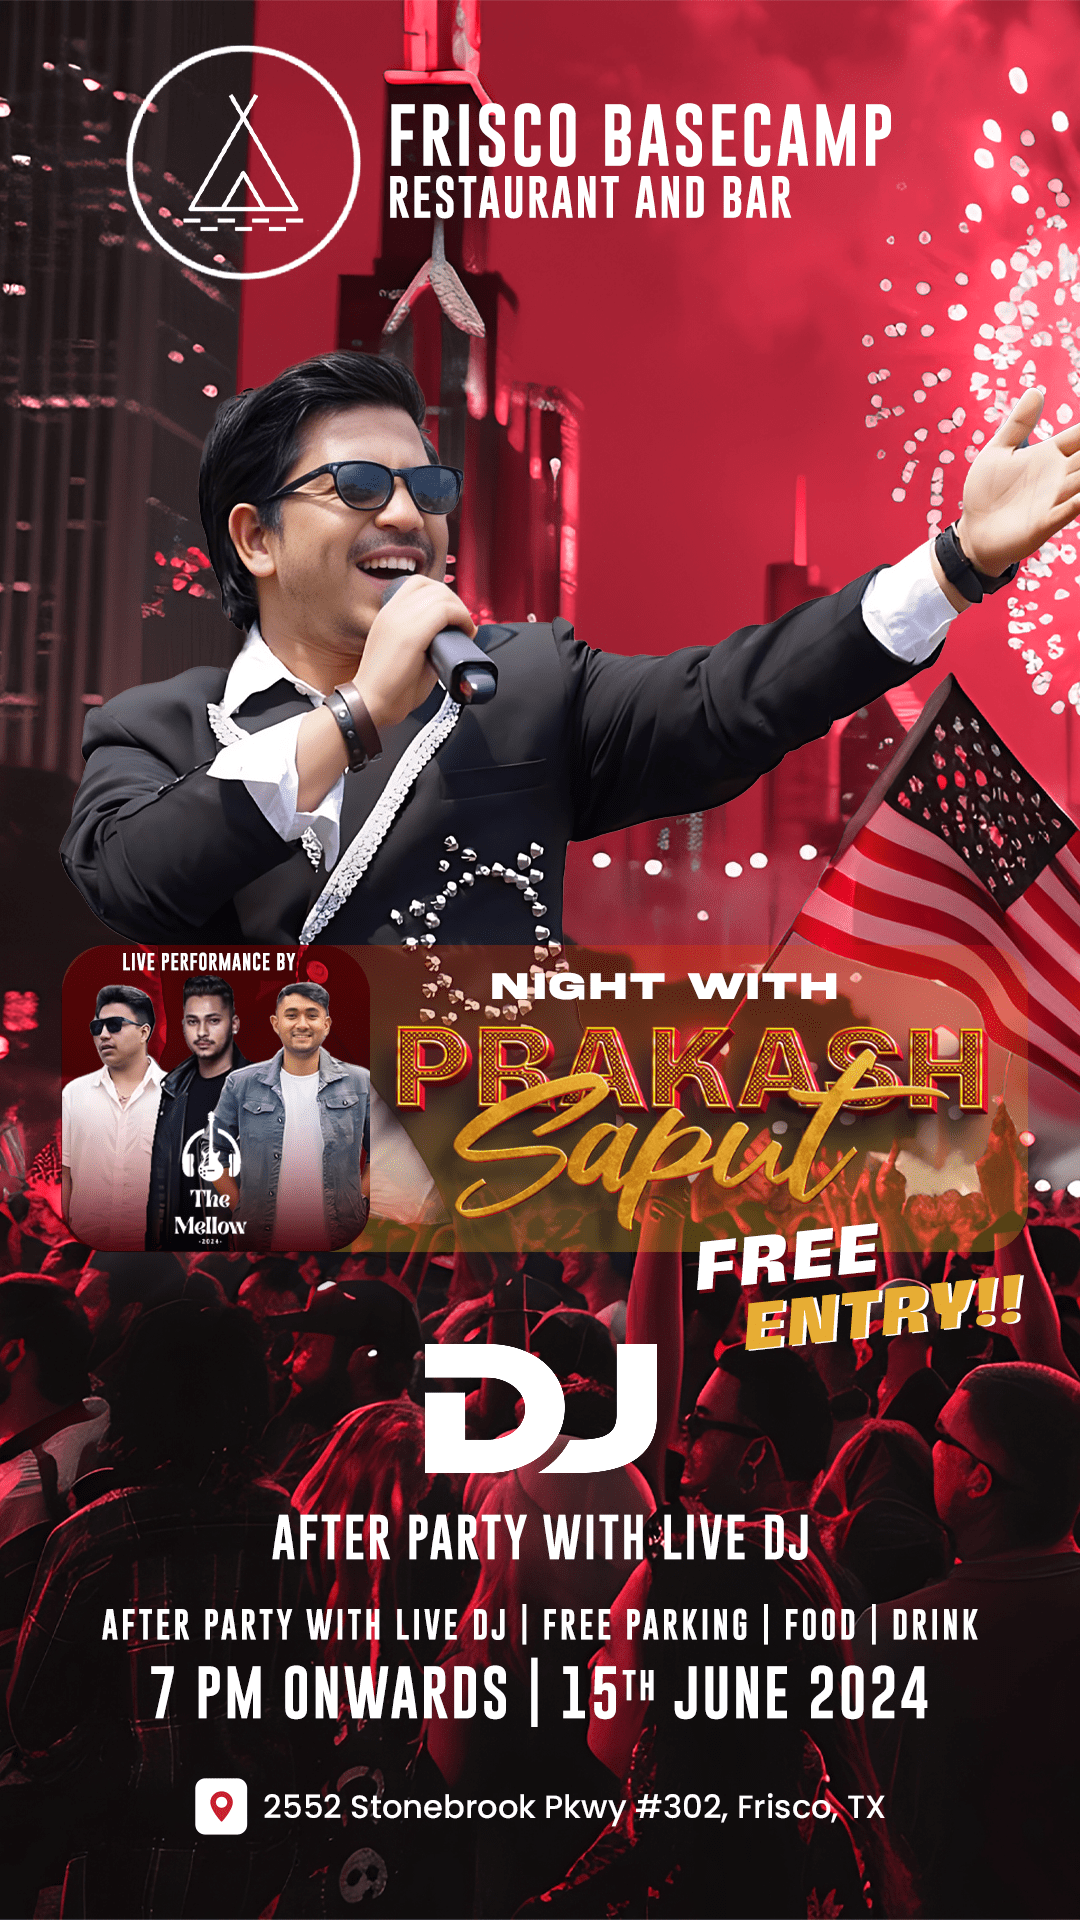 FRISCO BASECAMP
RESTAURANT AND BAR
LIVE PERFORMANCE BY
The
Mellow
-2024-
NIGHT WITH
PRAKASH
Saput
FREE
ENTRY!!
DJ
AFTER PARTY WITH LIVE DJ
AFTER PARTY WITH LIVE DJ | FREE PARKING | FOOD | DRINK
7 PM ONWARDS | 15TH JUNE 2024
2552 Stonebrook Pkwy #302, Frisco, TX